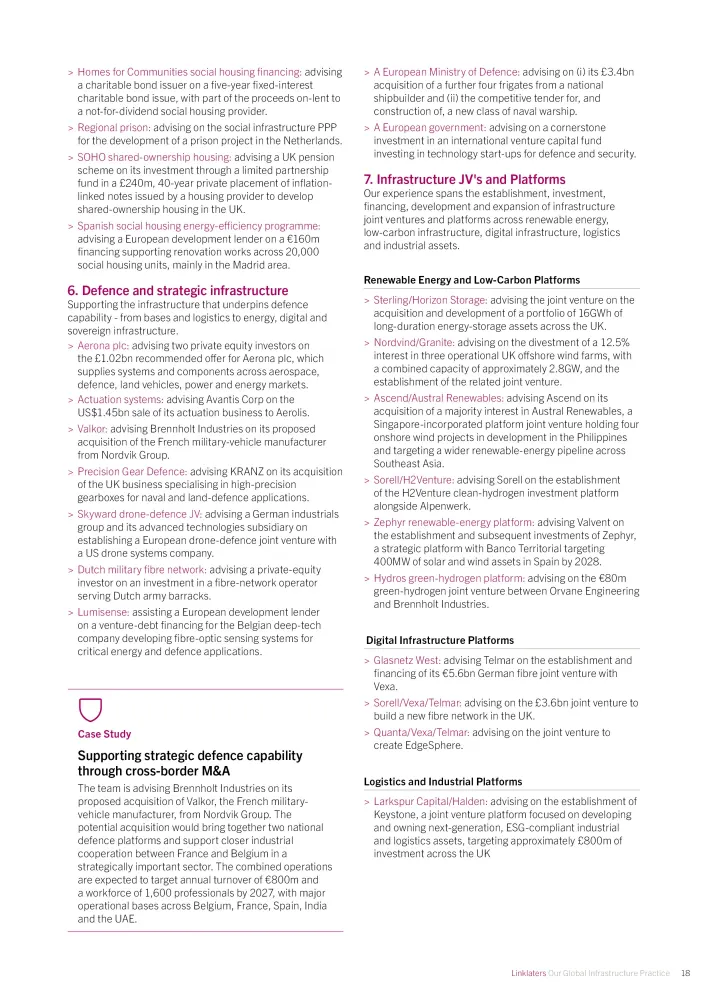 > Homes for Communities social housing financing: advising
a charitable bond issuer on a five-year fixed-interest
charitable bond issue, with part of the proceeds on-lent to
a not-for-dividend social housing provider.
> Regional prison: advising on the social infrastructure PPP
for the development of a prison project in the Netherlands.
> SOHO shared-ownership housing: advising a UK pension
scheme on its investment through a limited partnership
fund in a £240m, 40-year private placement of inflation-
linked notes issued by a housing provider to develop
shared-ownership housing in the UK.
> Spanish social housing energy-efficiency programme:
advising a European development lender on a €160m
financing supporting renovation works across 20,000
social housing units, mainly in the Madrid area.
6. Defence and strategic infrastructure
Supporting the infrastructure that underpins defence
capability - from bases and logistics to energy, digital and
sovereign infrastructure.
> Aerona plc: advising two private equity investors on
the £1.02bn recommended offer for Aerona plc, which
supplies systems and components across aerospace,
defence, land vehicles, power and energy markets.
> Actuation systems: advising Avantis Corp on the
US$1.45bn sale of its actuation business to Aerolis.
> Valkor: advising Brennholt Industries on its proposed
acquisition of the French military-vehicle manufacturer
from Nordvik Group.
> Precision Gear Defence: advising KRANZ on its acquisition
of the UK business specialising in high-precision
gearboxes for naval and land-defence applications.
> Skyward drone-defence JV: advising a German industrials
group and its advanced technologies subsidiary on
establishing a European drone-defence joint venture with
a US drone systems company.
> Dutch military fibre network: advising a private-equity
investor on an investment in a fibre-network operator
serving Dutch army barracks.
> Lumisense: assisting a European development lender
on a venture-debt financing for the Belgian deep-tech
company developing fibre-optic sensing systems for
critical energy and defence applications.
Case Study
Supporting strategic defence capability
through cross-border M&A
The team is advising Brennholt Industries on its
proposed acquisition of Valkor, the French military-
vehicle manufacturer, from Nordvik Group. The
potential acquisition would bring together two national
defence platforms and support closer industrial
cooperation between France and Belgium in a
strategically important sector. The combined operations
are expected to target annual turnover of €800m and
a workforce of 1,600 professionals by 2027, with major
operational bases across Belgium, France, Spain, India
and the UAE.
> A European Ministry of Defence: advising on (i) its £3.4bn
acquisition of a further four frigates from a national
shipbuilder and (ii) the competitive tender for, and
construction of, a new class of naval warship.
> A European government: advising on a cornerstone
investment in an international venture capital fund
investing in technology start-ups for defence and security.
7. Infrastructure JV's and Platforms
Our experience spans the establishment, investment,
financing, development and expansion of infrastructure
joint ventures and platforms across renewable energy,
low-carbon infrastructure, digital infrastructure, logistics
and industrial assets.
Renewable Energy and Low-Carbon Platforms
> Sterling/Horizon Storage: advising the joint venture on the
acquisition and development of a portfolio of 16GWh of
long-duration energy-storage assets across the UK.
> Nordvind/Granite: advising on the divestment of a 12.5%
interest in three operational UK offshore wind farms, with
a combined capacity of approximately 2.8GW, and the
establishment of the related joint venture.
> Ascend/Austral Renewables: advising Ascend on its
acquisition of a majority interest in Austral Renewables, a
Singapore-incorporated platform joint venture holding four
onshore wind projects in development in the Philippines
and targeting a wider renewable-energy pipeline across
Southeast Asia.
> Sorell/H2Venture: advising Sorell on the establishment
of the H2Venture clean-hydrogen investment platform
alongside Alpenwerk.
> Zephyr renewable-energy platform: advising Valvent on
the establishment and subsequent investments of Zephyr,
a strategic platform with Banco Territorial targeting
400MW of solar and wind assets in Spain by 2028.
> Hydros green-hydrogen platform: advising on the €80m
green-hydrogen joint venture between Orvane Engineering
and Brennholt Industries.
Digital Infrastructure Platforms
> Glasnetz West: advising Telmar on the establishment and
financing of its €5.6bn German fibre joint venture with
Vexa.
> Sorell/Vexa/Telmar: advising on the £3.6bn joint venture to
build a new fibre network in the UK.
> Quanta/Vexa/Telmar: advising on the joint venture to
create EdgeSphere.
Logistics and Industrial Platforms
> Larkspur Capital/Halden: advising on the establishment of
Keystone, a joint venture platform focused on developing
and owning next-generation, ESG-compliant industrial
and logistics assets, targeting approximately £800m of
investment across the UK
Linklaters Our Global Infrastructure Practice 18